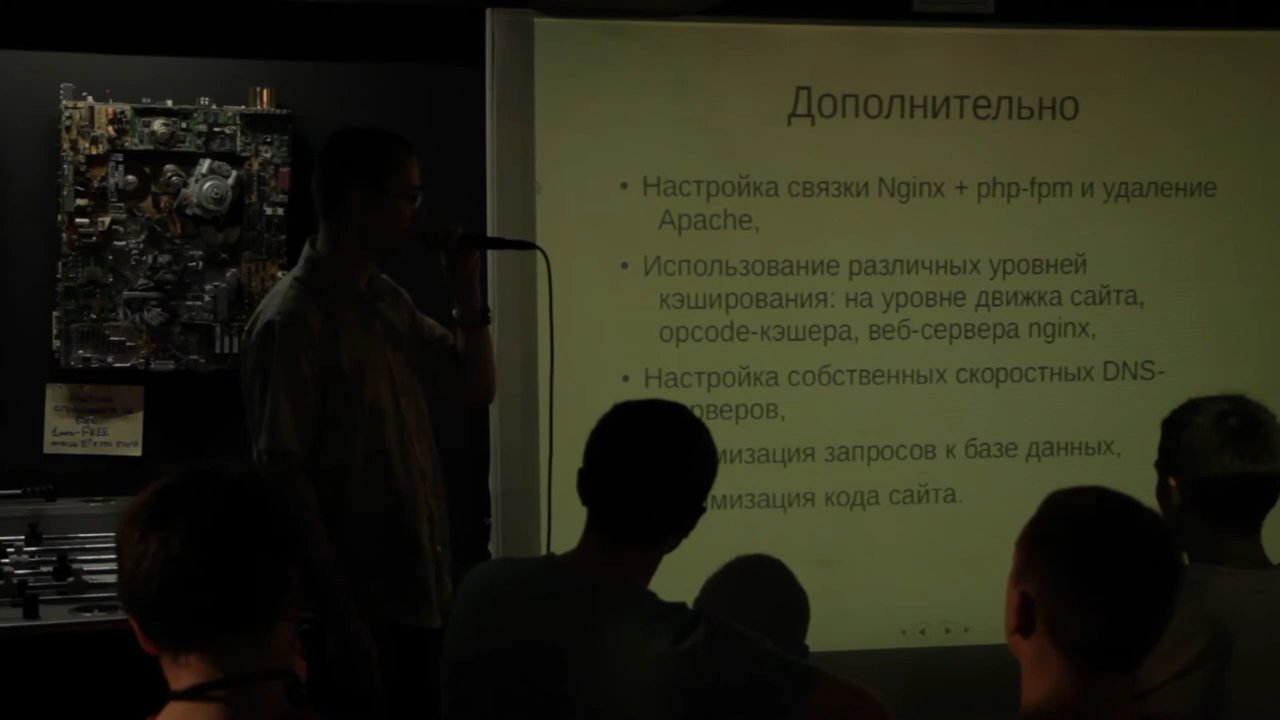 Дополнительно
• Настройка связки Nginx + php-fpm и удаление
Apache,
• Использование различных уровней
кэширования: на уровне движка сайта,
opcode-кэшера, веб-сервера nginx,
• Настройка собственных скоростных DNS-
рверов,
мизация запросов к базе данных,
мизация кода сайта.